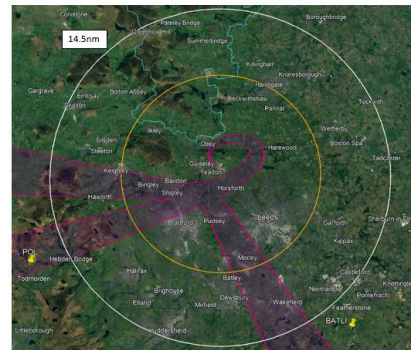 Conistone
Pateley Bridge
Boroughbridge
Summerbridge
14.5nm
Killinghall
Knaresborough
Harrogate
Gargrave
Embsay
Bolton Abbey
Skipton
Beckwithshaw
Pannal
Tockwith
Ilkley
Wetherby
Silsden
Otley
Harewood
Boston Spa
Steeton
Guiseley
Tadcaster
Keighley
Yeadon
Bingley
Baildon
Haworth
Shipley
Horsforth
Bradford
Pudsey
Leeds
Garforth
Sherburn in El
Kippax
POL
Hebden Bridge
Morley
Todmorden
Halifax
Batley
Castleford
Knottingle
Brighouse
Dewsbury
Normanton
Pontefract
Elland
Mirfield
Wakefield
Featherstone
BATLI
Littleborough
Huddersfield